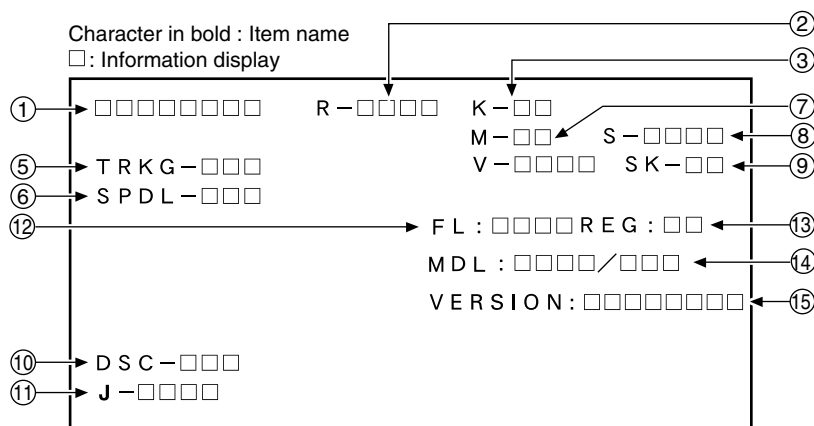 Character in bold : Item name
□ : Information display
② 
③
① □□□□□□□□ R－□□□□ K－□□
M－□□ ⑦
S－□□□□ ⑧
⑤ TRKG－□□□ V－□□□□ SK－□□ ⑨
⑥ SPDL－□□□
⑫ FL：□□□□ REG：□□ ⑬
MDL：□□□□／□□□ ⑭
VERSION：□□□□□□□□ ⑮
⑩ DSC－□□□
⑪ J－□□□□